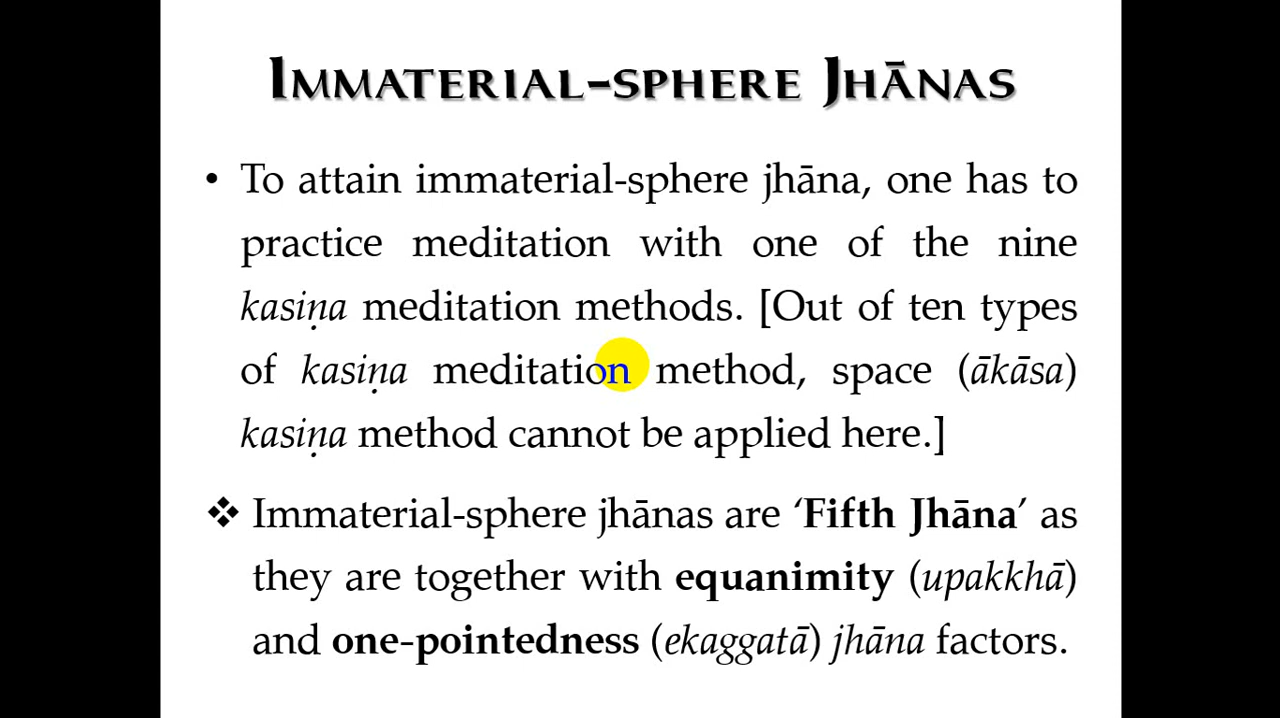 Immaterial-sphere Jhānas
• To attain immaterial-sphere jhāna, one has to
practice meditation with one of the nine
kasiṇa meditation methods. [Out of ten types
of kasiṇa meditation method, space (ākāsa)
kasiṇa method cannot be applied here.]
❖ Immaterial-sphere jhānas are ‘Fifth Jhāna’ as
they are together with equanimity (upakkhā)
and one-pointedness (ekaggatā) jhāna factors.